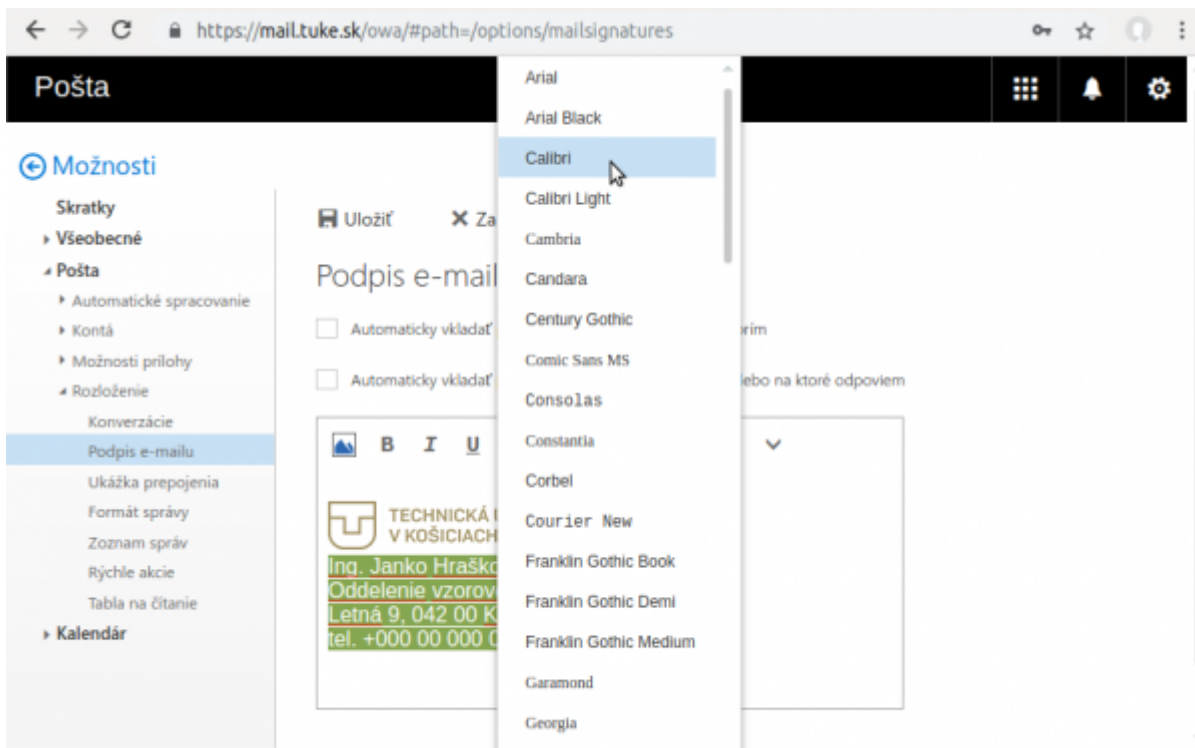 https://mail.tuke.sk/owa/#path=/options/mailsignatures
Pošta
Možnosti
Skratky
Všeobecné
Pošta
Automatické spracovanie
Kontá
Možnosti prílohy
Rozloženie
Konverzácie
Podpis e-mailu
Ukážka prepojenia
Formát správy
Zoznam správ
Rýchle akcie
Tabla na čítanie
Kalendár
Uložiť
Za
Podpis e-mail
Automaticky vkladať
rím
Automaticky vkladať
lebo na ktoré odpoviem
B I U
TECHNICKÁ
V KOŠICIACH
Ing. Janko Hraško
Oddelenie vzorov
Letná 9, 042 00 K
tel. +000 00 000 0
Arial
Arial Black
Calibri
Calibri Light
Cambria
Candara
Century Gothic
Comic Sans MS
Consolas
Constantia
Corbel
Courier New
Franklin Gothic Book
Franklin Gothic Demi
Franklin Gothic Medium
Garamond
Georgia